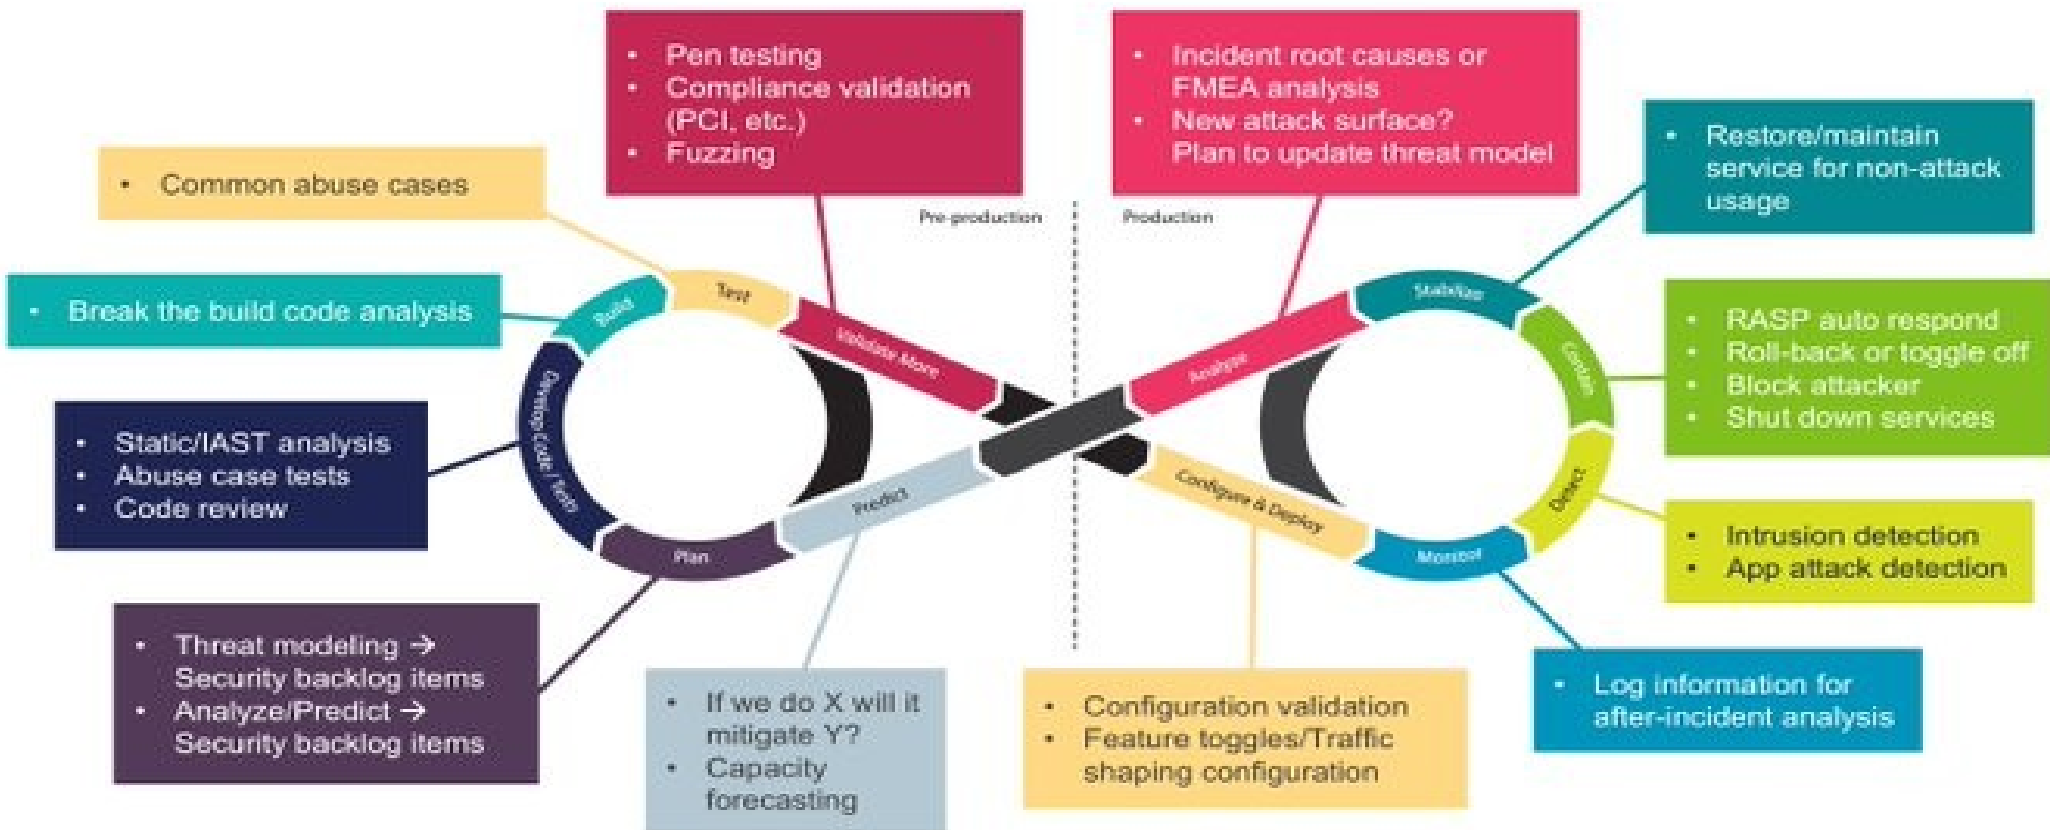 • Pen testing
• Compliance validation
(PCI, etc.)
• Fuzzing
• Incident root causes or
FMEA analysis
• New attack surface?
Plan to update threat model
• Restore/maintain
service for non-attack
usage
• Common abuse cases
Pre-production
Production
• Break the build code analysis
• RASP auto respond
• Roll-back or toggle off
• Block attacker
• Shut down services
• Static/IAST analysis
• Abuse case tests
• Code review
• Intrusion detection
• App attack detection
• Threat modeling →
Security backlog items
• Analyze/Predict →
Security backlog items
• If we do X will it
mitigate Y?
• Capacity
forecasting
• Configuration validation
• Feature toggles/Traffic
shaping configuration
• Log information for
after-incident analysis
Plan
Develop Code / Tests
Build
Test
Validate More
Configure & Deploy
Monitor
Detect
Contain
Stabilize
Analyze
Predict